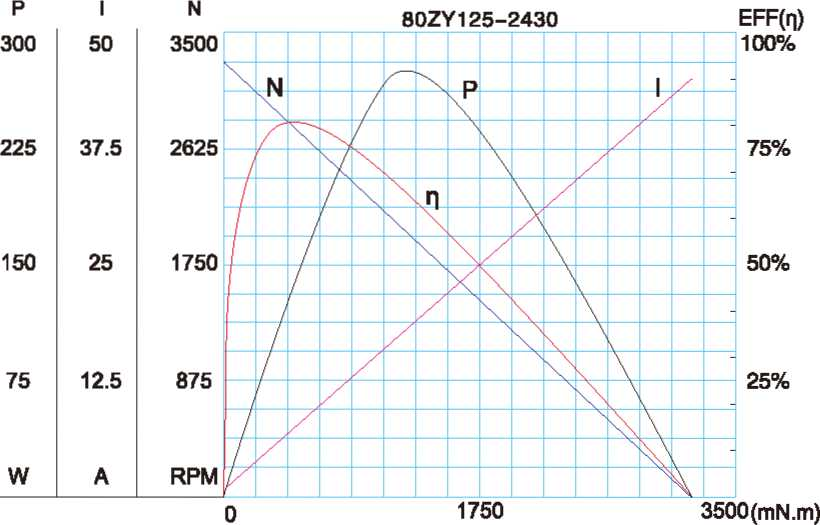 P I N 80ZY125-2430 EFF(η)
300 50 3500 100%
N P I
225 37.5 2625 75%
η
150 25 1750 50%
75 12.5 875 25%
W A RPM
0 1750 3500(mN.m)